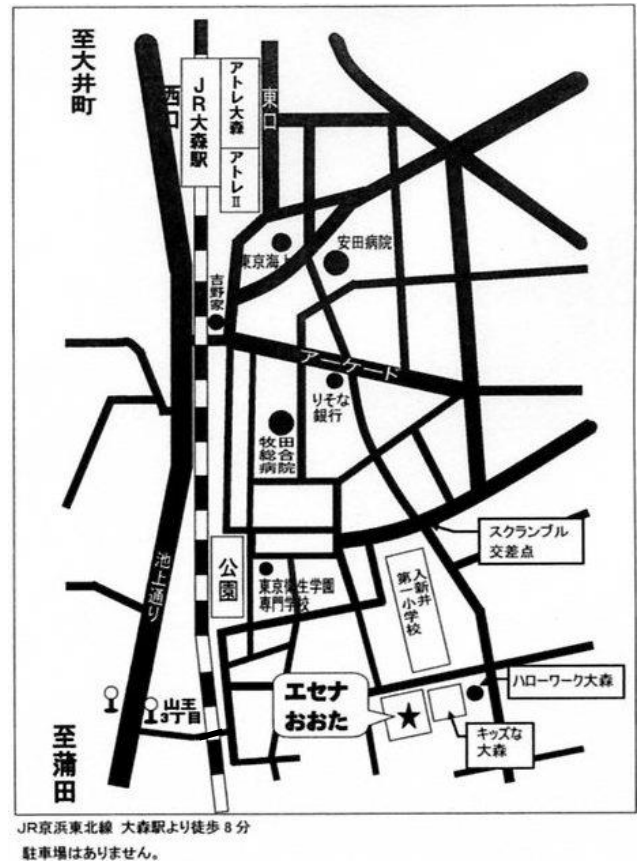 至大井町
西口
JR大森駅
アトレ大森
アトレⅡ
東口
東京海上
安田病院
吉野家
アーケード
りそな
銀行
牧田
総合
病院
スクランブル
交差点
公園
東京衛生学園
専門学校
入新井
第一小学校
池上通り
ハローワーク大森
エセナ
おおた
キッズな
大森
山王
3丁目
至蒲田
JR京浜東北線 大森駅より徒歩8分
駐車場はありません。